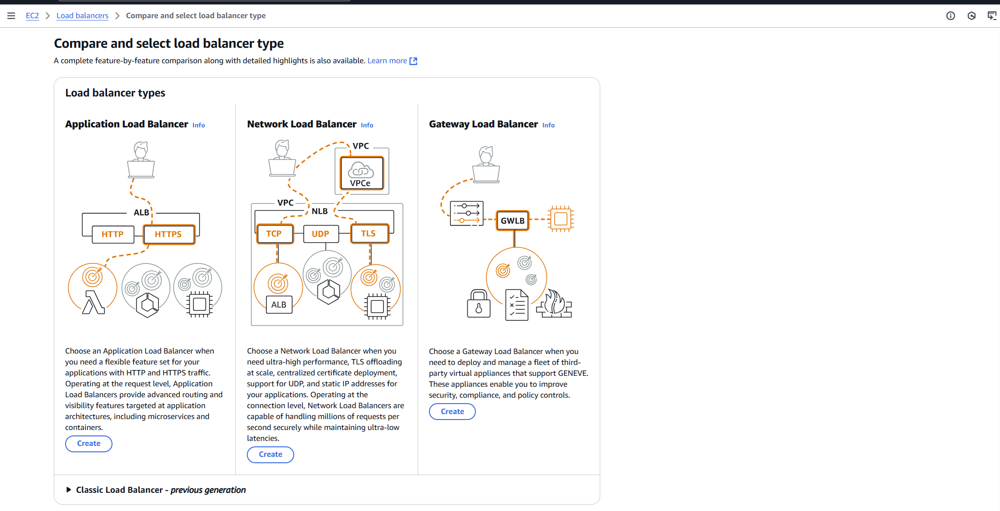 EC2 > Load balancers > Compare and select load balancer type
Compare and select load balancer type
A complete feature-by-feature comparison along with detailed highlights is also available. Learn more
Load balancer types
Application Load Balancer Info
ALB
HTTP HTTPS
Choose an Application Load Balancer when
you need a flexible feature set for your
applications with HTTP and HTTPS traffic.
Operating at the request level, Application
Load Balancers provide advanced routing and
visibility features targeted at application
architectures, including microservices and
containers.
Create
Network Load Balancer Info
VPC
VPCe
VPC
NLB
TCP UDP TLS
ALB
Choose a Network Load Balancer when you
need ultra-high performance, TLS offloading
at scale, centralized certificate deployment,
support for UDP, and static IP addresses for
your applications. Operating at the
connection level, Network Load Balancers are
capable of handling millions of requests per
second securely while maintaining ultra-low
latencies.
Create
Gateway Load Balancer Info
GWLB
Choose a Gateway Load Balancer when you
need to deploy and manage a fleet of third-
party virtual appliances that support GENEVE.
These appliances enable you to improve
security, compliance, and policy controls.
Create
Classic Load Balancer - previous generation